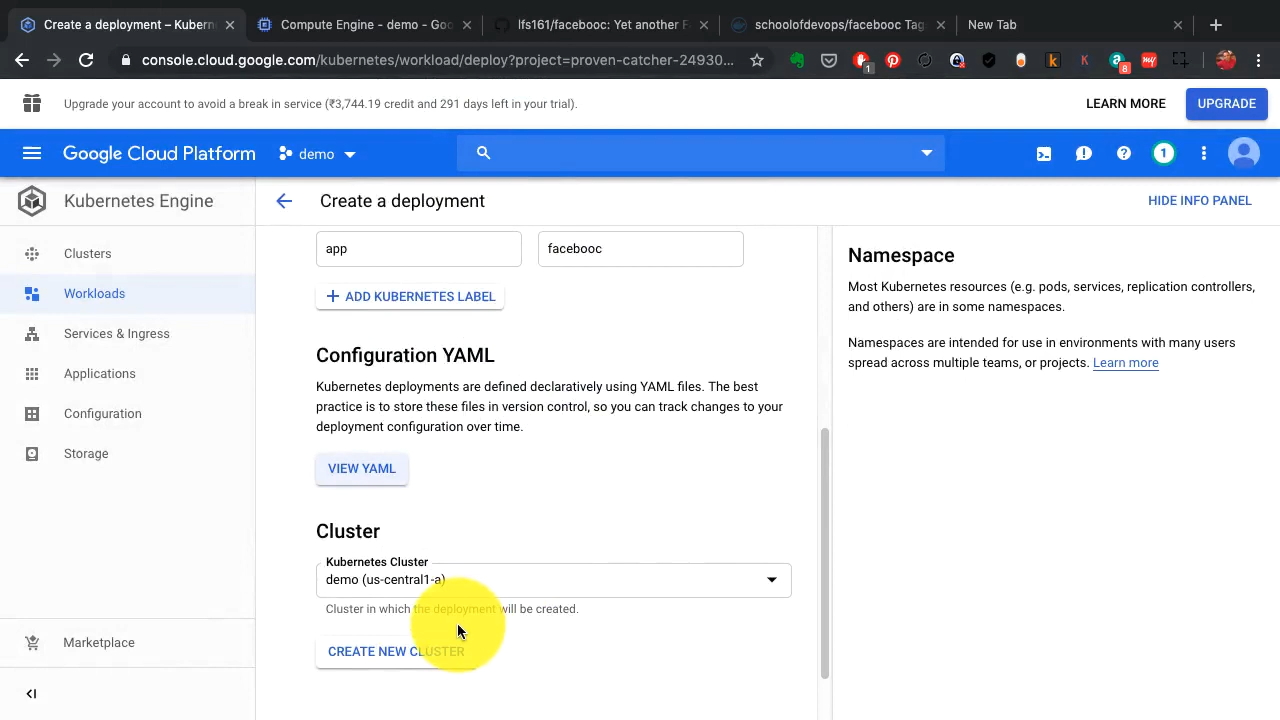 Create a deployment – Kubern
Compute Engine - demo - Goo
lfs161/facebooc: Yet another F
schoolofdevops/facebooc Tag
New Tab
console.cloud.google.com/kubernetes/workload/deploy?project=proven-catcher-24930...
1
K
8
my
Upgrade your account to avoid a break in service (₹3,744.19 credit and 291 days left in your trial).
LEARN MORE
UPGRADE
Google Cloud Platform
demo
1
Kubernetes Engine
Create a deployment
HIDE INFO PANEL
Clusters
Workloads
Services & Ingress
Applications
Configuration
Storage
Marketplace
app
facebooc
ADD KUBERNETES LABEL
Configuration YAML
Kubernetes deployments are defined declaratively using YAML files. The best
practice is to store these files in version control, so you can track changes to your
deployment configuration over time.
VIEW YAML
Cluster
Kubernetes Cluster
demo (us-central1-a)
Cluster in which the deployment will be created.
CREATE NEW CLUSTER
Namespace
Most Kubernetes resources (e.g. pods, services, replication controllers,
and others) are in some namespaces.
Namespaces are intended for use in environments with many users
spread across multiple teams, or projects. Learn more